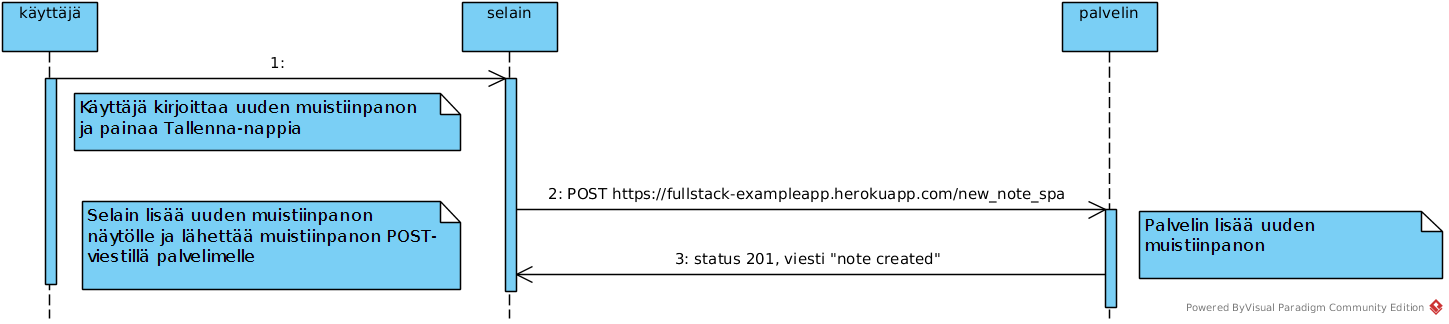 käyttäjä
selain
palvelin
1:
Käyttäjä kirjoittaa uuden muistiinpanon
ja painaa Tallenna-nappia
2: POST https://fullstack-exampleapp.herokuapp.com/new_note_spa
Selain lisää uuden muistiinpanon
näytölle ja lähettää muistiinpanon POST-
viestillä palvelimelle
Palvelin lisää uuden
muistiinpanon
3: status 201, viesti "note created"
Powered ByVisual Paradigm Community Edition